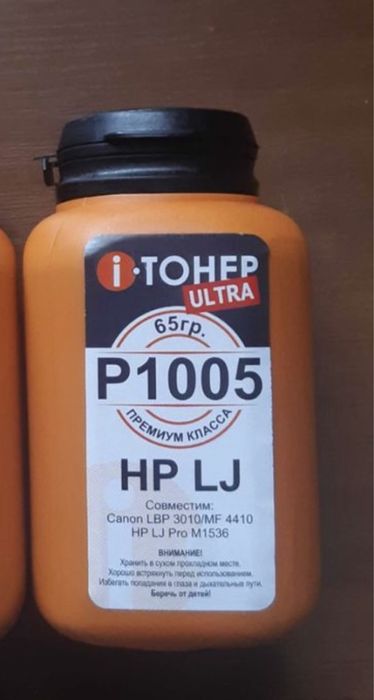 i·ТОНЕР
ULTRA
65гр.
P1005
ПРЕМИУМ КЛАССА
HP LJ
Совместим:
Canon LBP 3010/MF 4410
HP LJ Pro M1536
ВНИМАНИЕ!
Хранить в сухом прохладном месте.
Хорошо встряхнуть перед использованием.
Избегать попадания в глаза и дыхательные пути.
Беречь от детей!